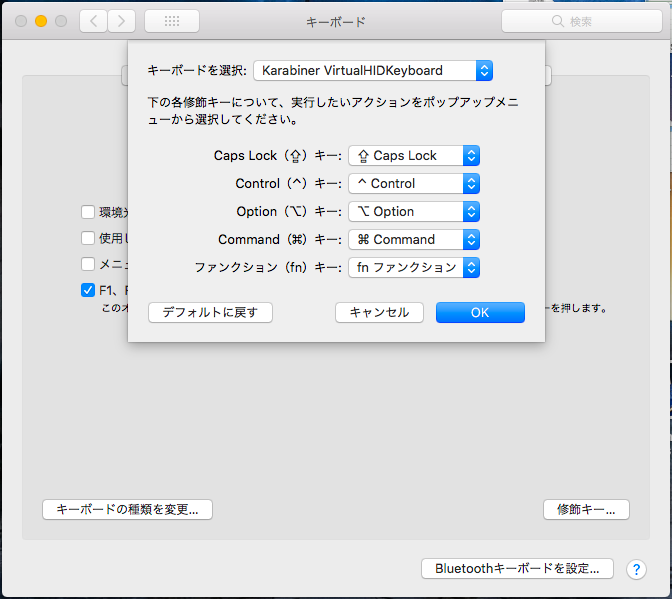 キーボード
検索
キーボードを選択: Karabiner VirtualHIDKeyboard
下の各修飾キーについて、実行したいアクションをポップアップメニ
ューから選択してください。
Caps Lock（⇪）キー: ⇪ Caps Lock
Control（^）キー: ^ Control
Option（⌥）キー: ⌥ Option
Command（⌘）キー: ⌘ Command
ファンクション（fn）キー: fn ファンクション
環境
使用
メニ
F1、
このオ
ーを押します。
デフォルトに戻す キャンセル OK
キーボードの種類を変更... 修飾キー...
Bluetoothキーボードを設定... ?